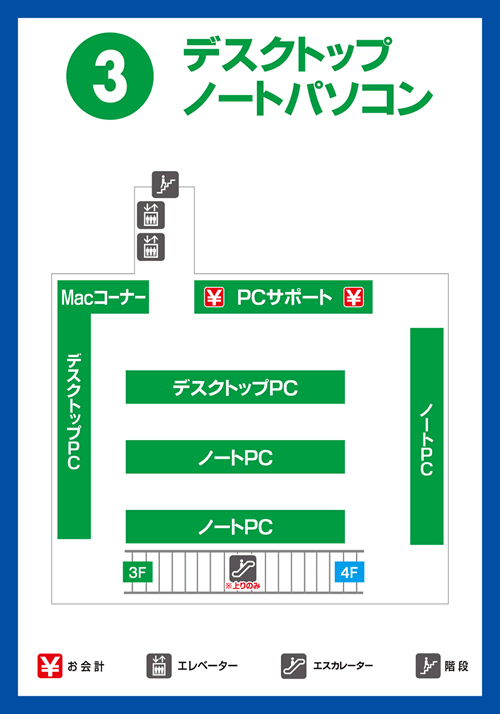 3
デスクトップ
ノートパソコン
Macコーナー
¥ PCサポート ¥
デスクトップPC
デスクトップPC
ノートPC
ノートPC
ノートPC
3F
※上りのみ
4F
¥ お会計
エレベーター
エスカレーター
階段